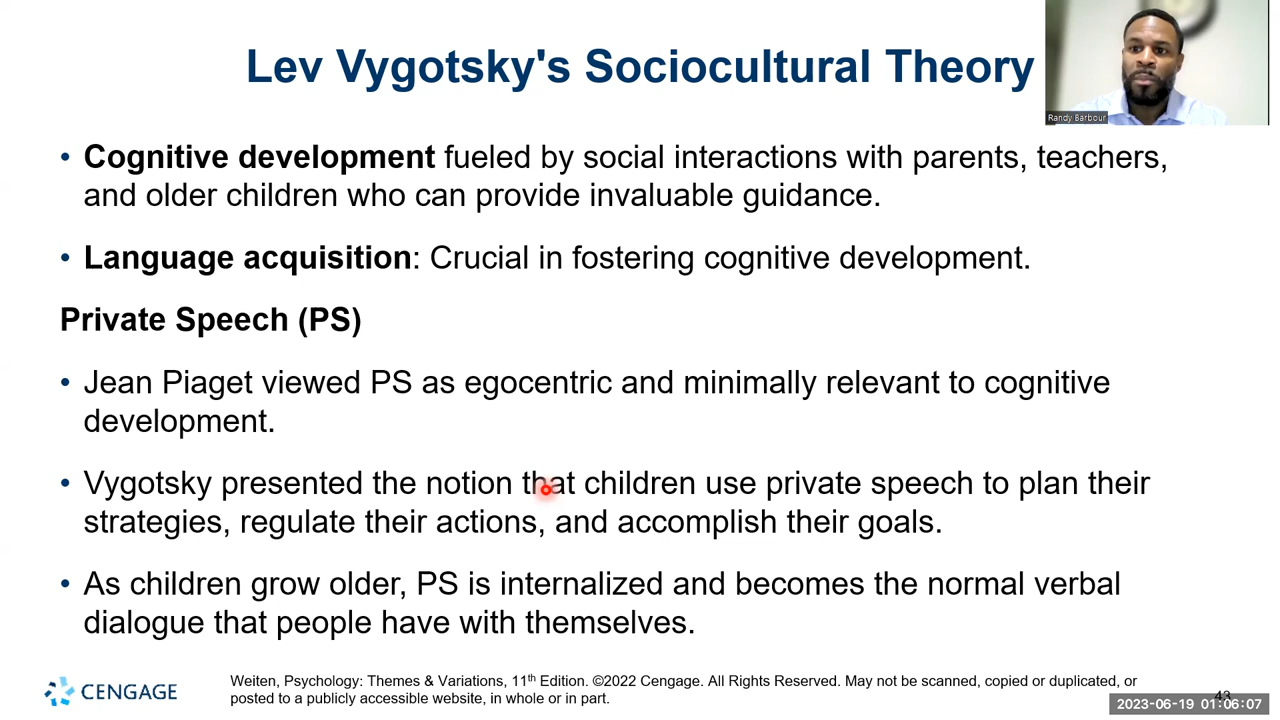 Lev Vygotsky's Sociocultural Theory
Randy Barbour
• Cognitive development fueled by social interactions with parents, teachers,
and older children who can provide invaluable guidance.
• Language acquisition: Crucial in fostering cognitive development.
Private Speech (PS)
• Jean Piaget viewed PS as egocentric and minimally relevant to cognitive
development.
• Vygotsky presented the notion that children use private speech to plan their
strategies, regulate their actions, and accomplish their goals.
• As children grow older, PS is internalized and becomes the normal verbal
dialogue that people have with themselves.
CENGAGE
Weiten, Psychology: Themes & Variations, 11th Edition. ©2022 Cengage. All Rights Reserved. May not be scanned, copied or duplicated, or
posted to a publicly accessible website, in whole or in part.
43
2023-06-19 01:06:07